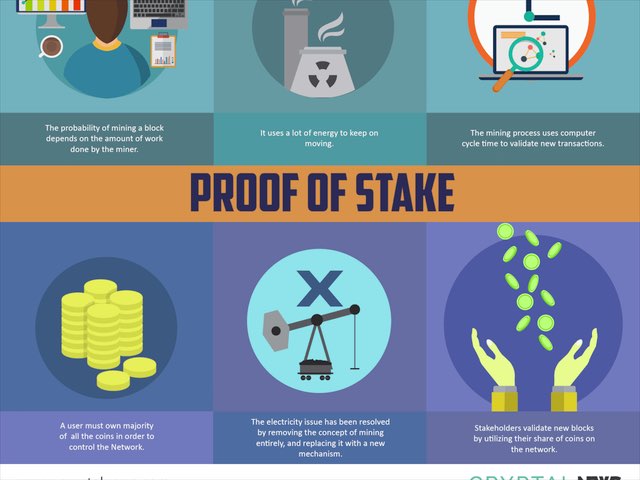 The probability of mining a block
depends on the amount of work
done by the miner.
It uses a lot of energy to keep on
moving.
The mining process uses computer
cycle time to validate new transactions.
PROOF OF STAKE
X
A user must own majority
of all the coins in order to
control the Network.
The electricity issue has been resolved
by removing the concept of mining
entirely, and replacing it with a new
mechanism.
Stakeholders validate new blocks
by utilizing their share of coins on
the network.